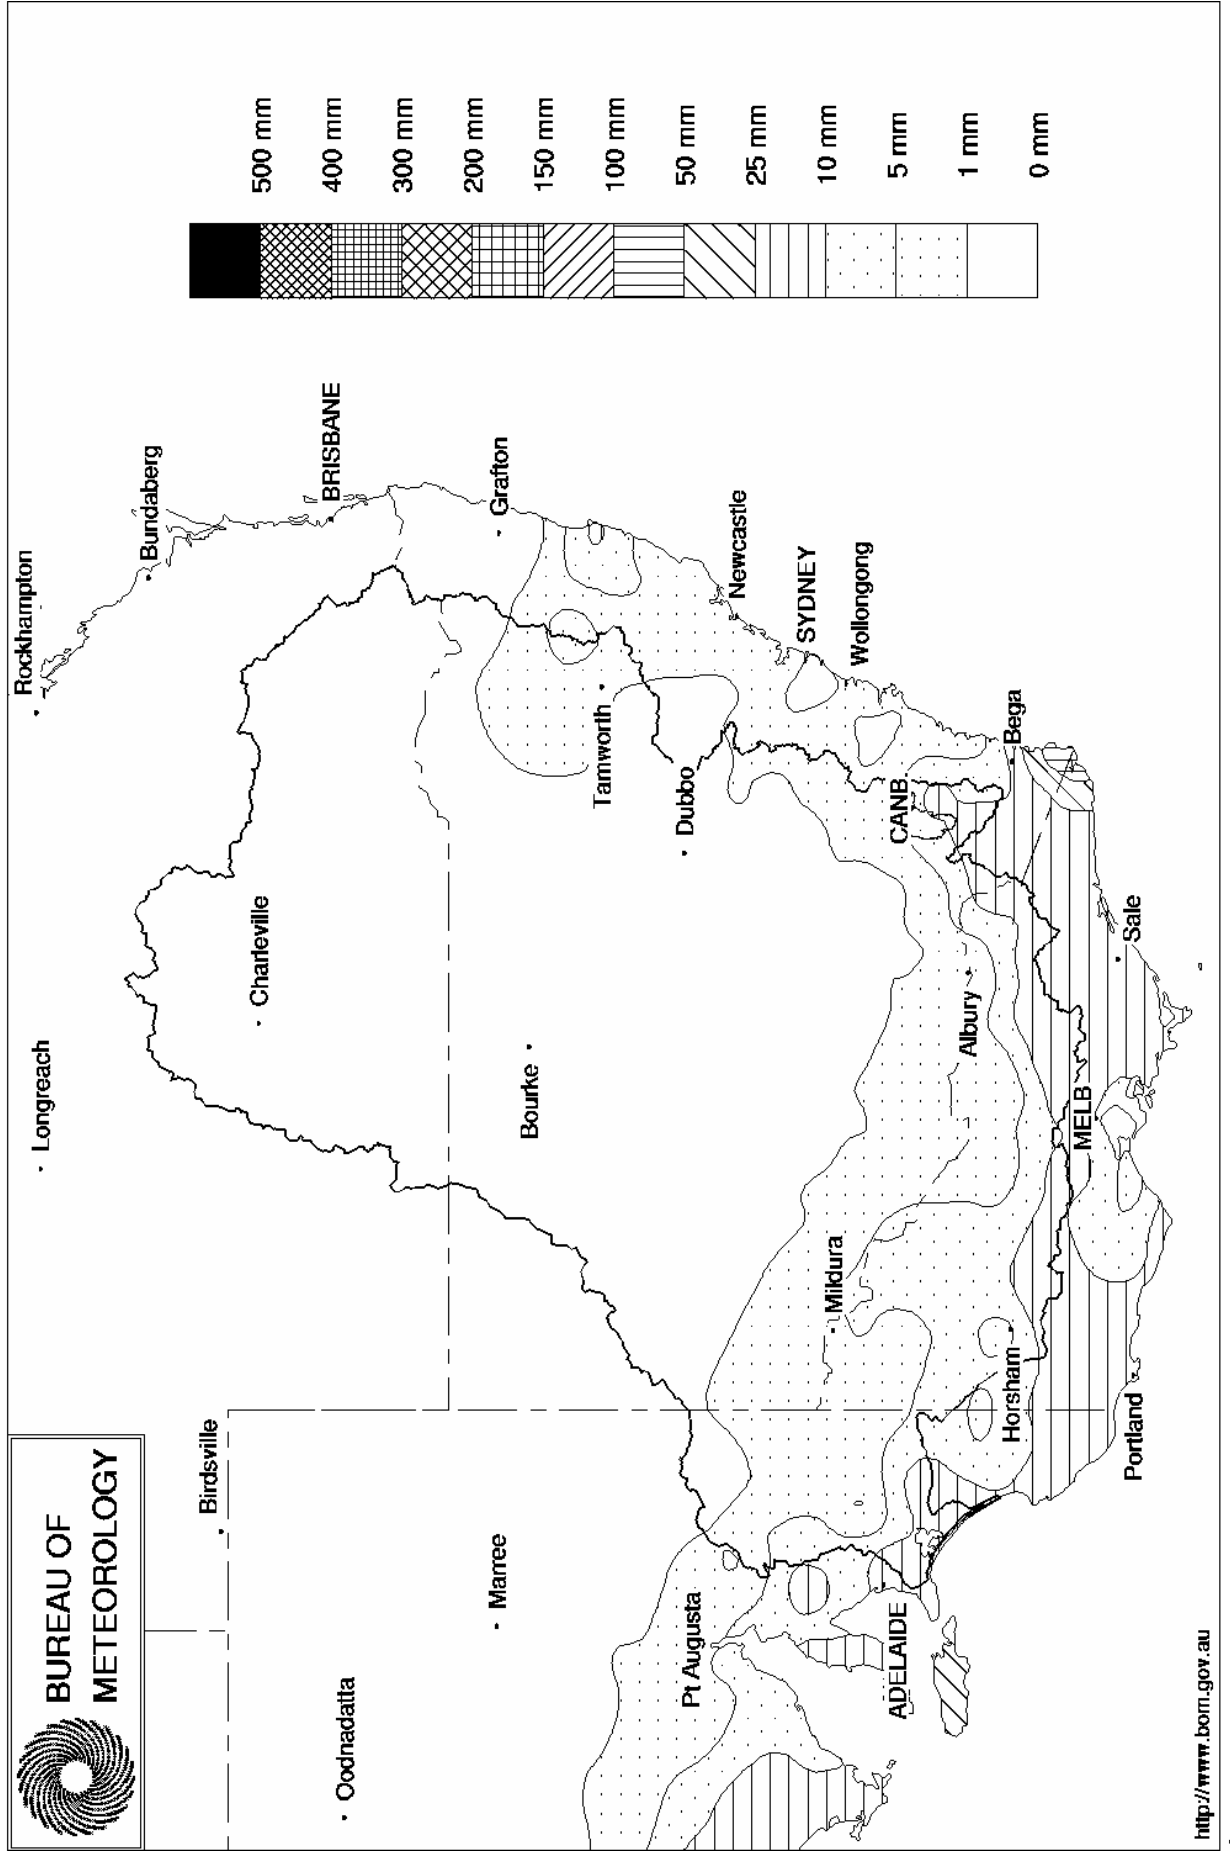 BUREAU OF
METEOROLOGY
Rockhampton
Longreach
Bundaberg
Birdsville
Charleville
BRISBANE
Oodnadatta
Marree
Bourke
Grafton
Tamworth
Pt Augusta
Dubbo
Newcastle
Mildura
SYDNEY
Wollongong
ADELAIDE
CANB
Albury
Horsham
Bega
MELB
Portland
Sale
500 mm
400 mm
300 mm
200 mm
150 mm
100 mm
50 mm
25 mm
10 mm
5 mm
1 mm
0 mm
http://www.bom.gov.au